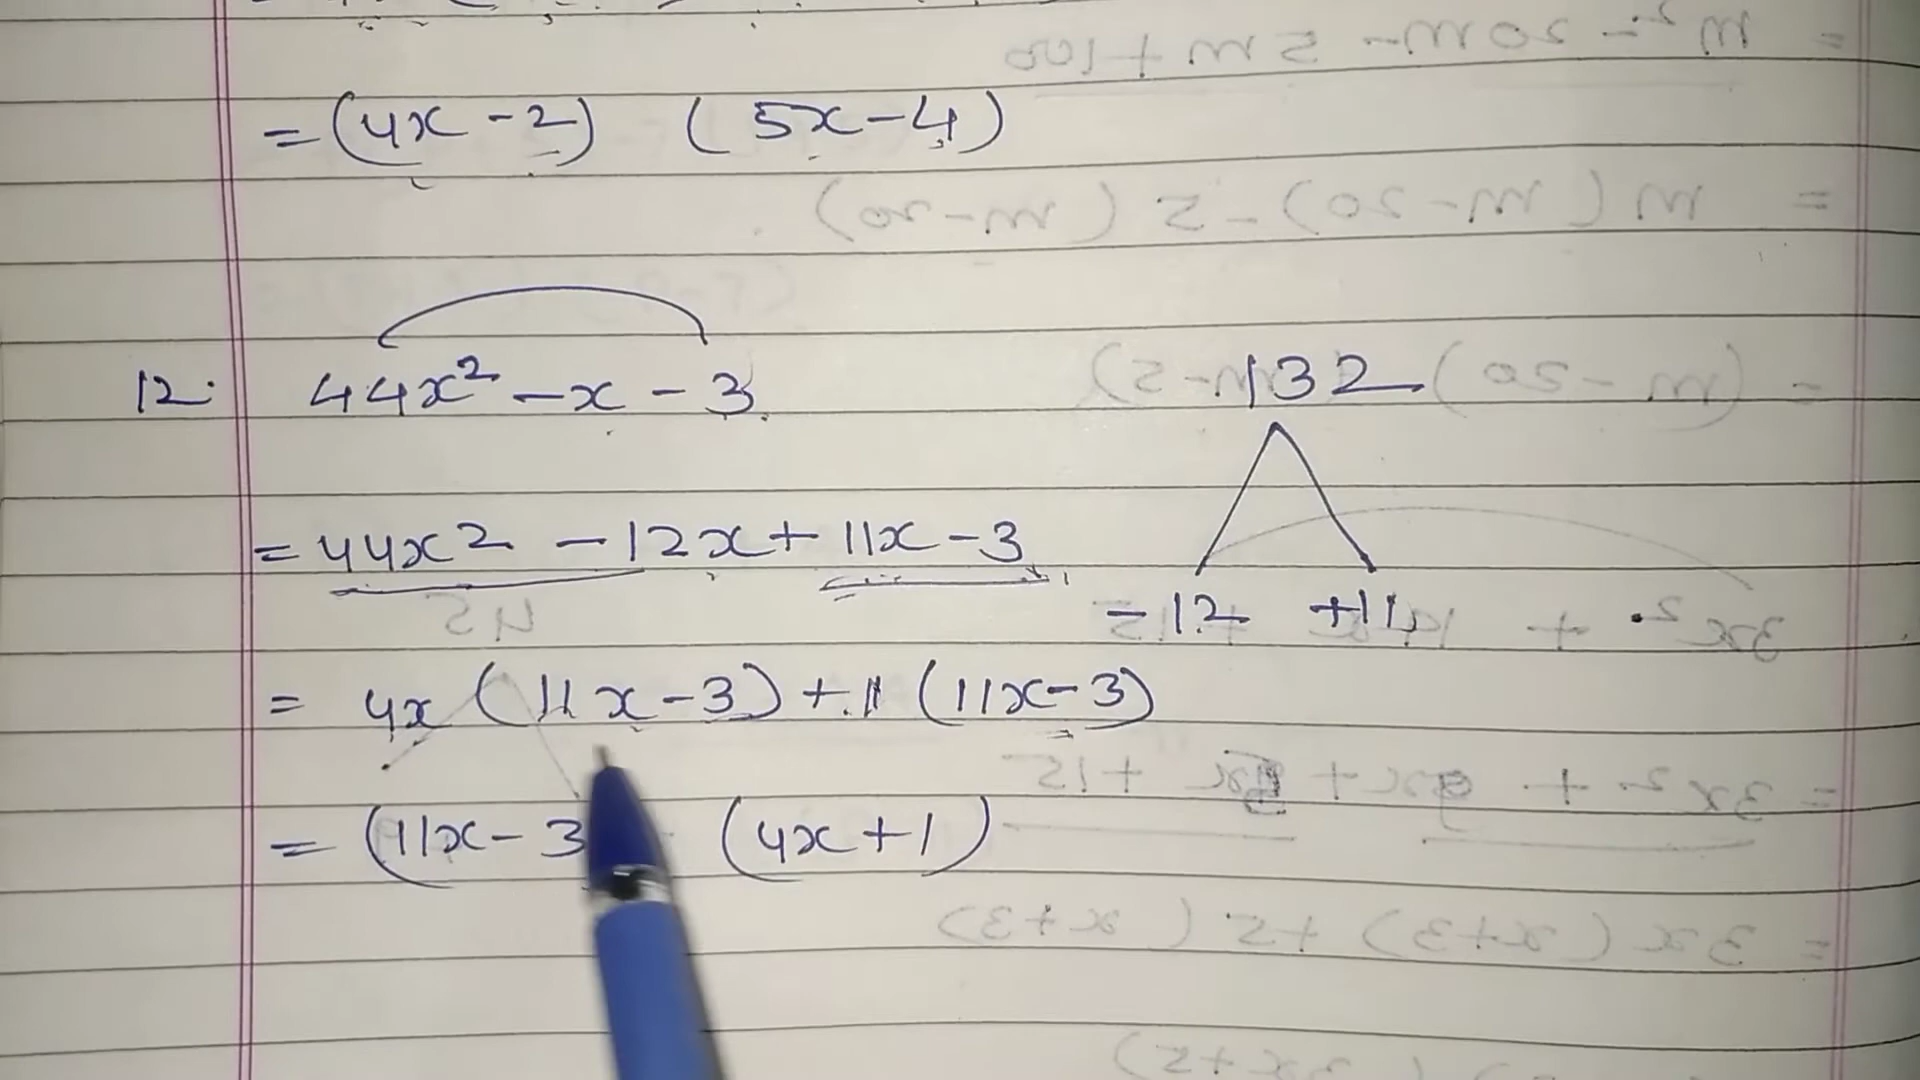 = (4x - 2) (5x - 4)
12. 44x² - x - 3 132
= 44x² - 12x + 11x - 3
-12 +11
= 4x (11x - 3) + 1 (11x - 3)
= (11x - 3 (4x + 1)